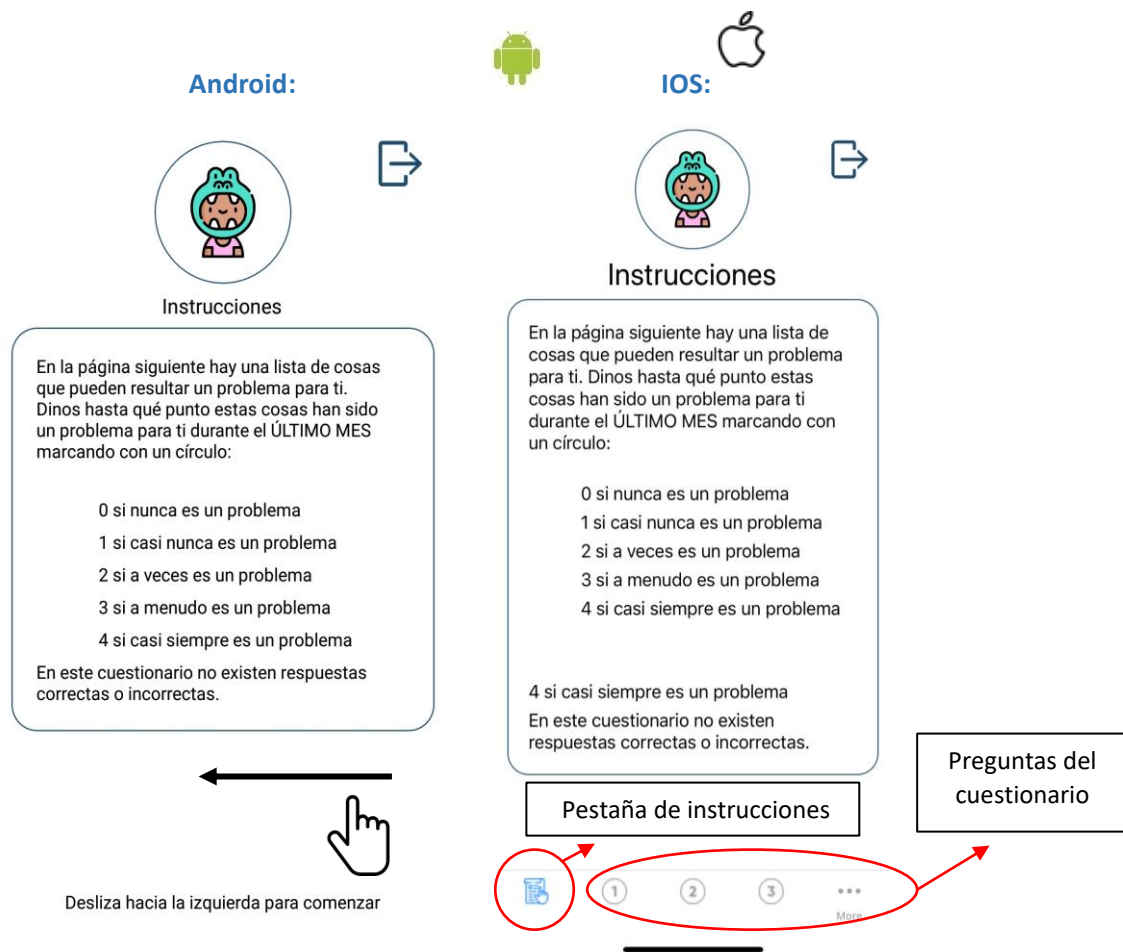 Android:
IOS:
Instrucciones
En la página siguiente hay una lista de cosas
que pueden resultar un problema para ti.
Dinos hasta qué punto estas cosas han sido
un problema para ti durante el ÚLTIMO MES
marcando con un círculo:
0 si nunca es un problema
1 si casi nunca es un problema
2 si a veces es un problema
3 si a menudo es un problema
4 si casi siempre es un problema
En este cuestionario no existen respuestas
correctas o incorrectas.
Desliza hacia la izquierda para comenzar
Instrucciones
En la página siguiente hay una lista de
cosas que pueden resultar un problema
para ti. Dinos hasta qué punto estas
cosas han sido un problema para ti
durante el ÚLTIMO MES marcando con
un círculo:
0 si nunca es un problema
1 si casi nunca es un problema
2 si a veces es un problema
3 si a menudo es un problema
4 si casi siempre es un problema
4 si casi siempre es un problema
En este cuestionario no existen
respuestas correctas o incorrectas.
Pestaña de instrucciones
Preguntas del
cuestionario
1 2 3
More